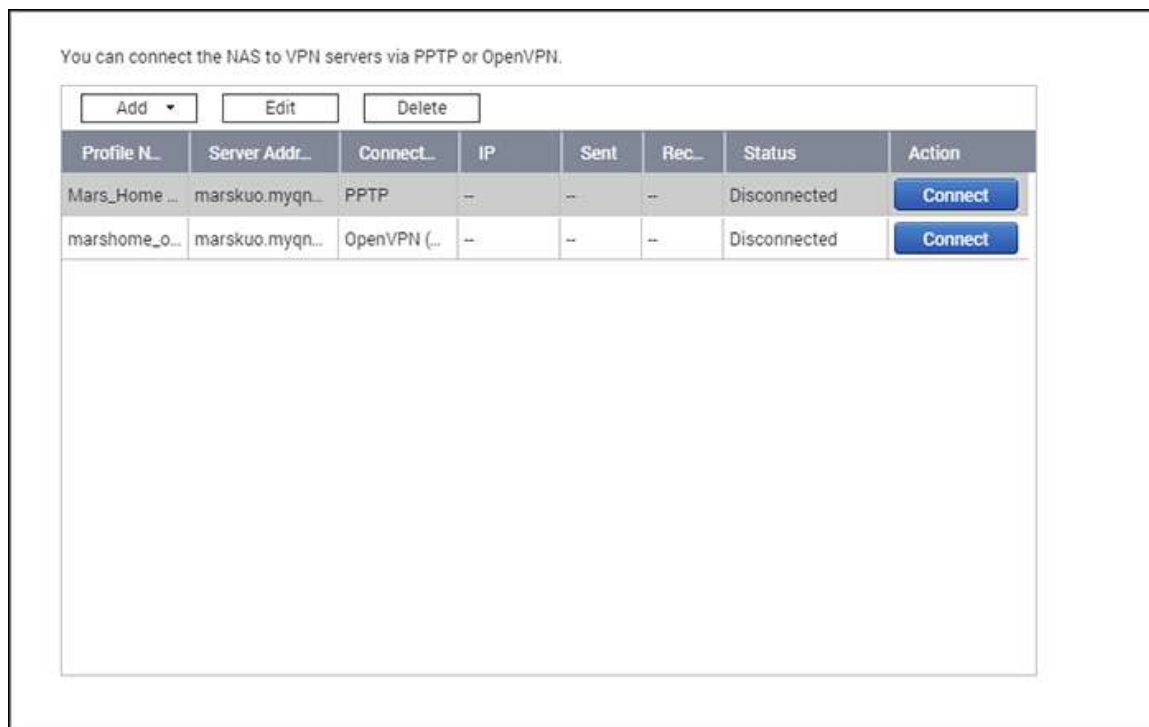 You can connect the NAS to VPN servers via PPTP or OpenVPN.
Add Edit Delete
Profile N... Server Addr... Connect... IP Sent Rec... Status Action
Mars_Home ... marskuo.myqn... PPTP -- -- -- Disconnected Connect
marshome_o... marskuo.myqn... OpenVPN (... -- -- -- Disconnected Connect